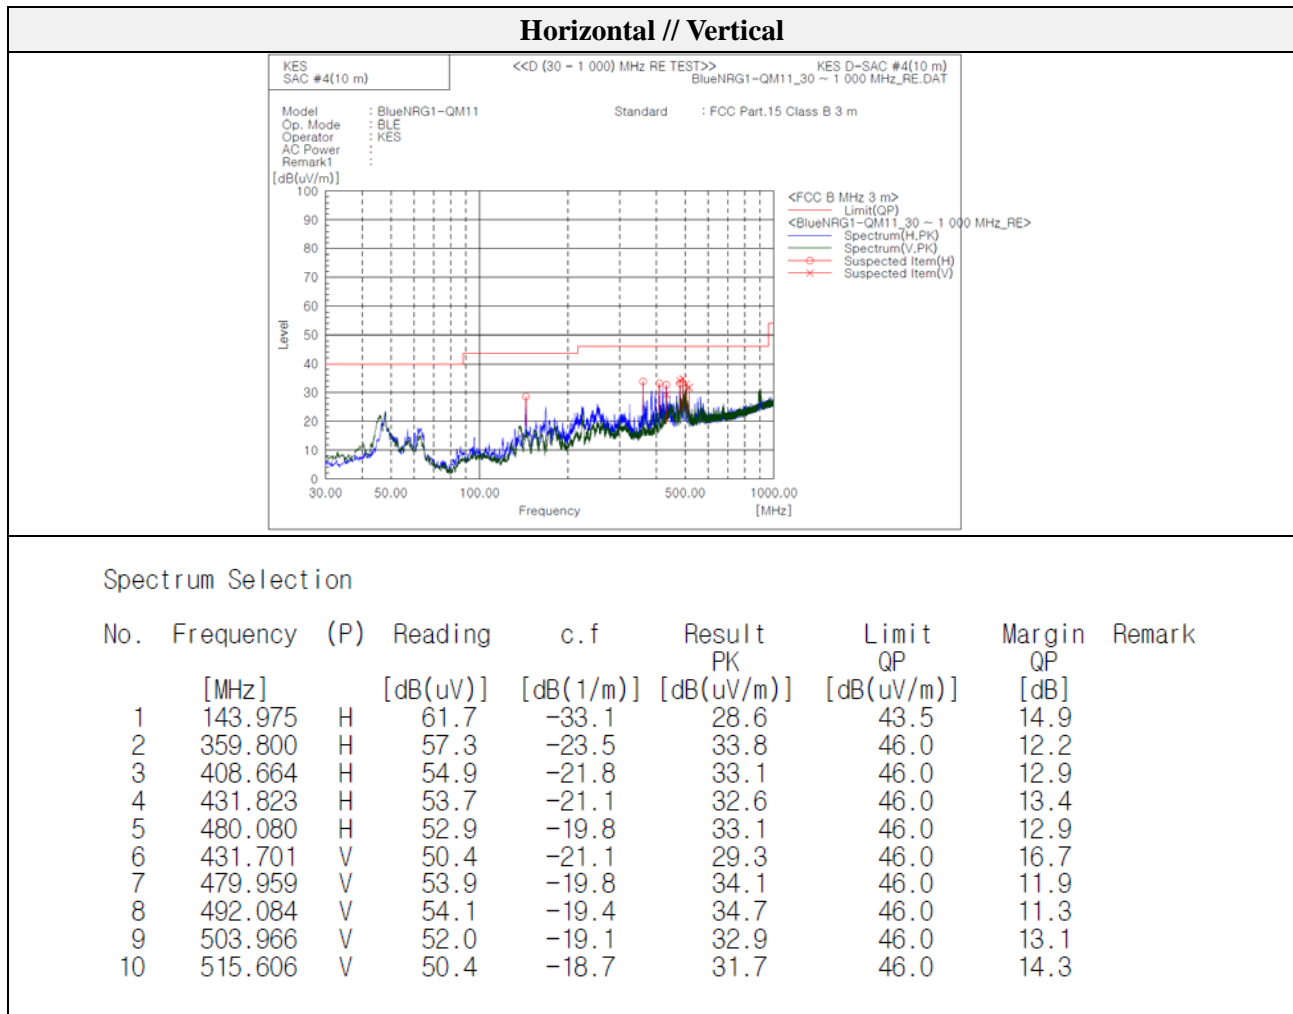 Horizontal // Vertical
KES <<D (30 - 1 000) MHz RE TEST>> KES D-SAC #4(10 m)
SAC #4(10 m) BlueNRG1-QM11_30 ~ 1 000 MHz_RE.DAT
Model : BlueNRG1-QM11 Standard : FCC Part.15 Class B 3 m
Op. Mode : BLE
Operator : KES
AC Power :
Remark1 :
[dB(uV/m)]
100
90
80
70
60
50
40
30
20
10
0
Level
<FCC B MHz 3 m>
Limit(QP)
<BlueNRG1-QM11_30 ~ 1 000 MHz_RE>
Spectrum(H.PK)
Spectrum(V.PK)
Suspected Item(H)
Suspected Item(V)
30.00 50.00 100.00 500.00 1000.00
Frequency [MHz]
Spectrum Selection
No. Frequency (P) Reading c.f Result Limit Margin Remark
PK QP QP
[MHz] [dB(uV)] [dB(1/m)] [dB(uV/m)] [dB(uV/m)] [dB]
1 143.975 H 61.7 -33.1 28.6 43.5 14.9
2 359.800 H 57.3 -23.5 33.8 46.0 12.2
3 408.664 H 54.9 -21.8 33.1 46.0 12.9
4 431.823 H 53.7 -21.1 32.6 46.0 13.4
5 480.080 H 52.9 -19.8 33.1 46.0 12.9
6 431.701 V 50.4 -21.1 29.3 46.0 16.7
7 479.959 V 53.9 -19.8 34.1 46.0 11.9
8 492.084 V 54.1 -19.4 34.7 46.0 11.3
9 503.966 V 52.0 -19.1 32.9 46.0 13.1
10 515.606 V 50.4 -18.7 31.7 46.0 14.3